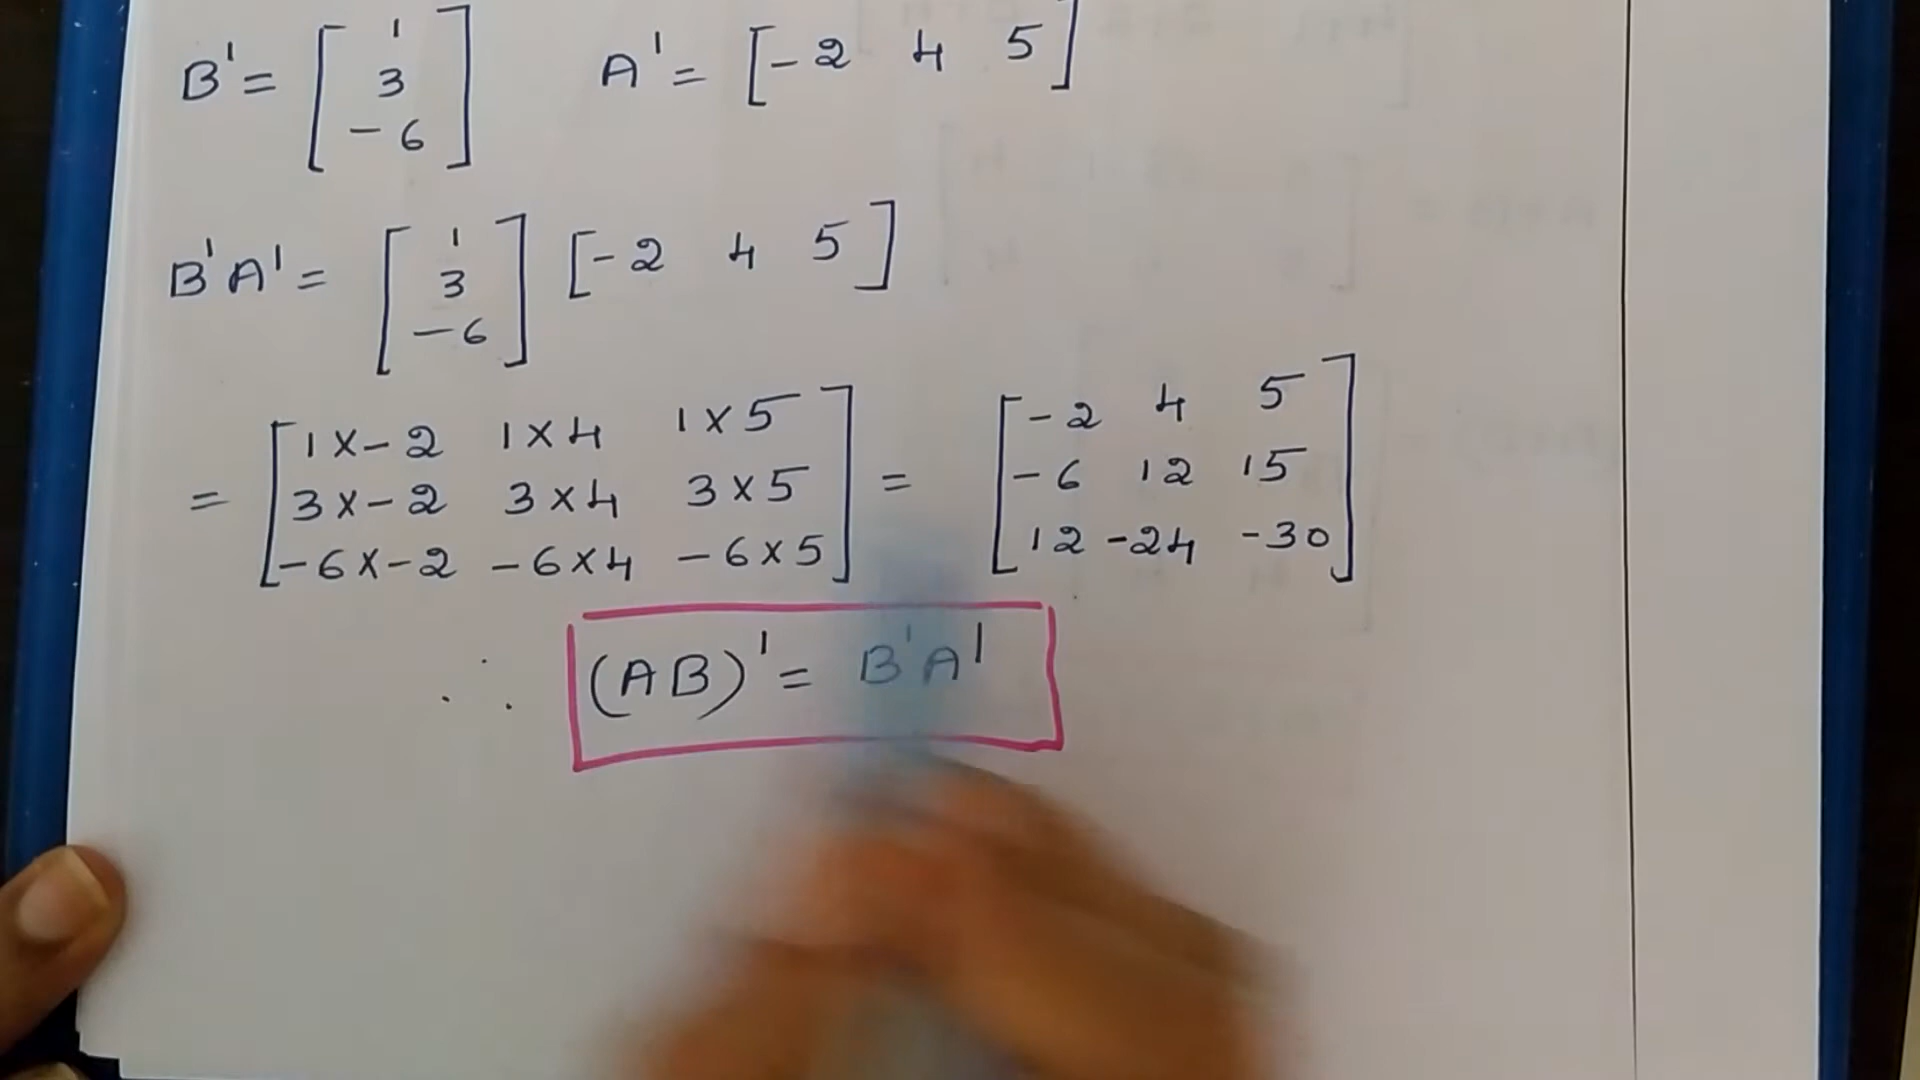 B' = [ 1 3 -6 ] A' = [-2 4 5]
B'A' = [ 1 3 -6 ] [-2 4 5]
= [ 1×-2 1×4 1×5 ] = [ -2 4 5 ]
[ 3×-2 3×4 3×5 ] [ -6 12 15 ]
[ -6×-2 -6×4 -6×5 ] [ 12 -24 -30 ]
∴ (AB)' = B'A'